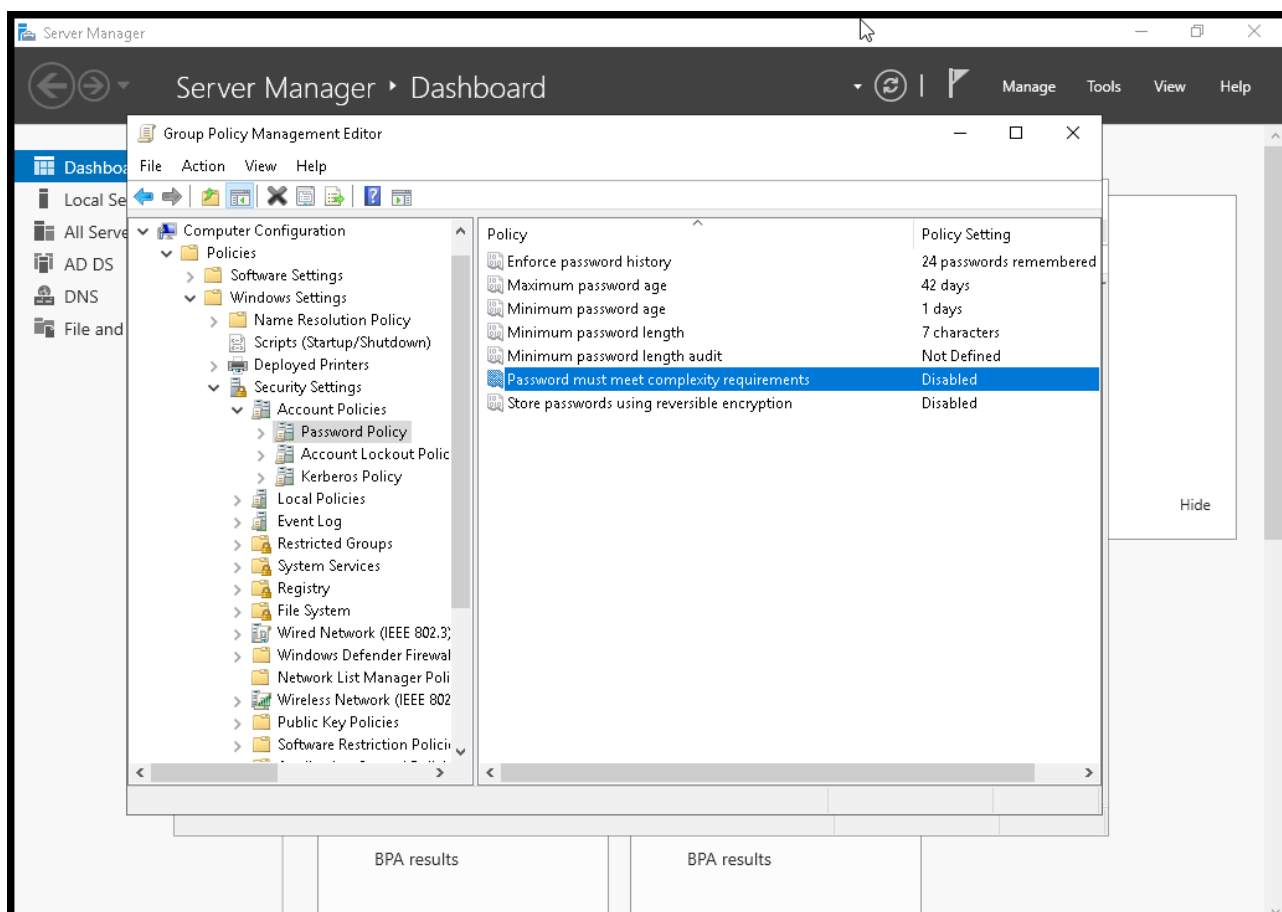 Server Manager
Server Manager ‣ Dashboard
Manage Tools View Help
Group Policy Management Editor
File Action View Help
Dashboa
Local Se
All Serve
AD DS
DNS
File and
Computer Configuration
Policies
Software Settings
Windows Settings
Name Resolution Policy
Scripts (Startup/Shutdown)
Deployed Printers
Security Settings
Account Policies
Password Policy
Account Lockout Polic
Kerberos Policy
Local Policies
Event Log
Restricted Groups
System Services
Registry
File System
Wired Network (IEEE 802.3)
Windows Defender Firewal
Network List Manager Poli
Wireless Network (IEEE 802
Public Key Policies
Software Restriction Polici
Policy Policy Setting
Enforce password history 24 passwords remembered
Maximum password age 42 days
Minimum password age 1 days
Minimum password length 7 characters
Minimum password length audit Not Defined
Password must meet complexity requirements Disabled
Store passwords using reversible encryption Disabled
Hide
BPA results BPA results